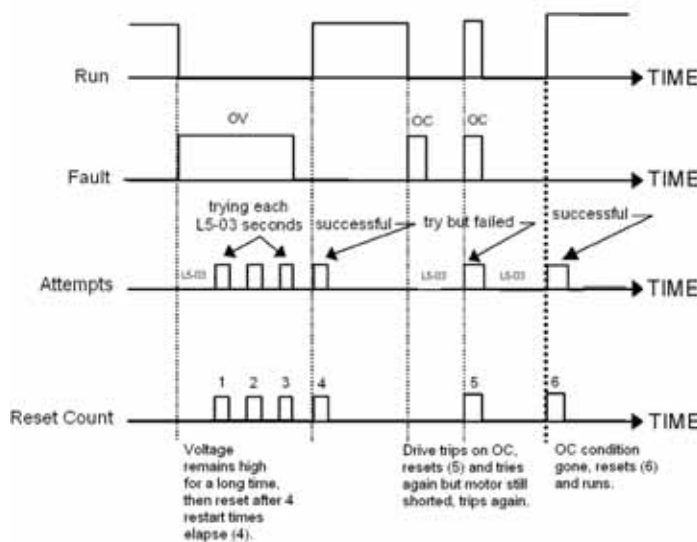 Run
TIME
OV
OC
OC
Fault
TIME
trying each
L5-03 seconds
successful
try but failed
successful
L5-03
L5-03
L5-03
Attempts
TIME
1
2
3
4
5
6
Reset Count
TIME
Voltage
remains high
for a long time,
then reset after 4
restart times
elapse (4).
Drive trips on OC,
resets (5) and tries
again but motor still
shorted, trips again.
OC condition
gone, resets (6)
and runs.